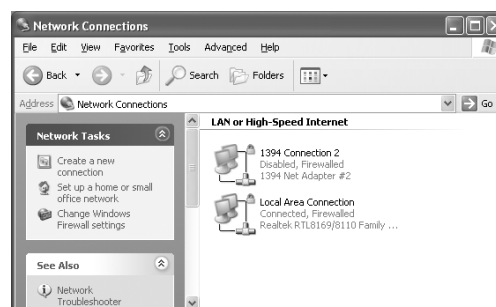 Network Connections
File Edit View Favorites Tools Advanced Help
Back Search Folders
Address Network Connections Go
Network Tasks
Create a new
connection
Set up a home or small
office network
Change Windows
Firewall settings
See Also
Network
Troubleshooter
LAN or High-Speed Internet
1394 Connection 2
Disabled, Firewalled
1394 Net Adapter #2
Local Area Connection
Connected, Firewalled
Realtek RTL8169/8110 Family ...